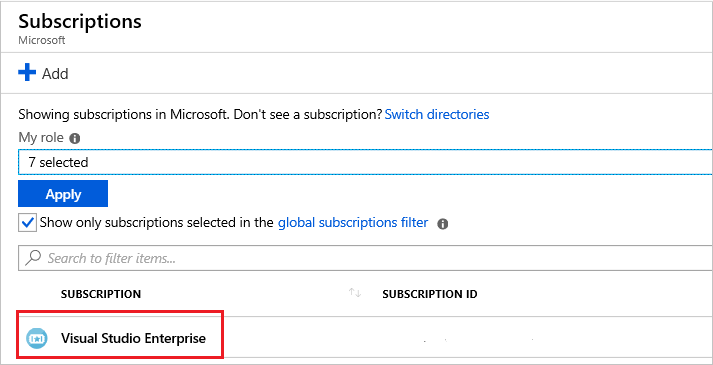 Subscriptions
Microsoft
Add
Showing subscriptions in Microsoft. Don't see a subscription? Switch directories
My role
7 selected
Apply
Show only subscriptions selected in the global subscriptions filter
Search to filter items...
SUBSCRIPTION SUBSCRIPTION ID
Visual Studio Enterprise